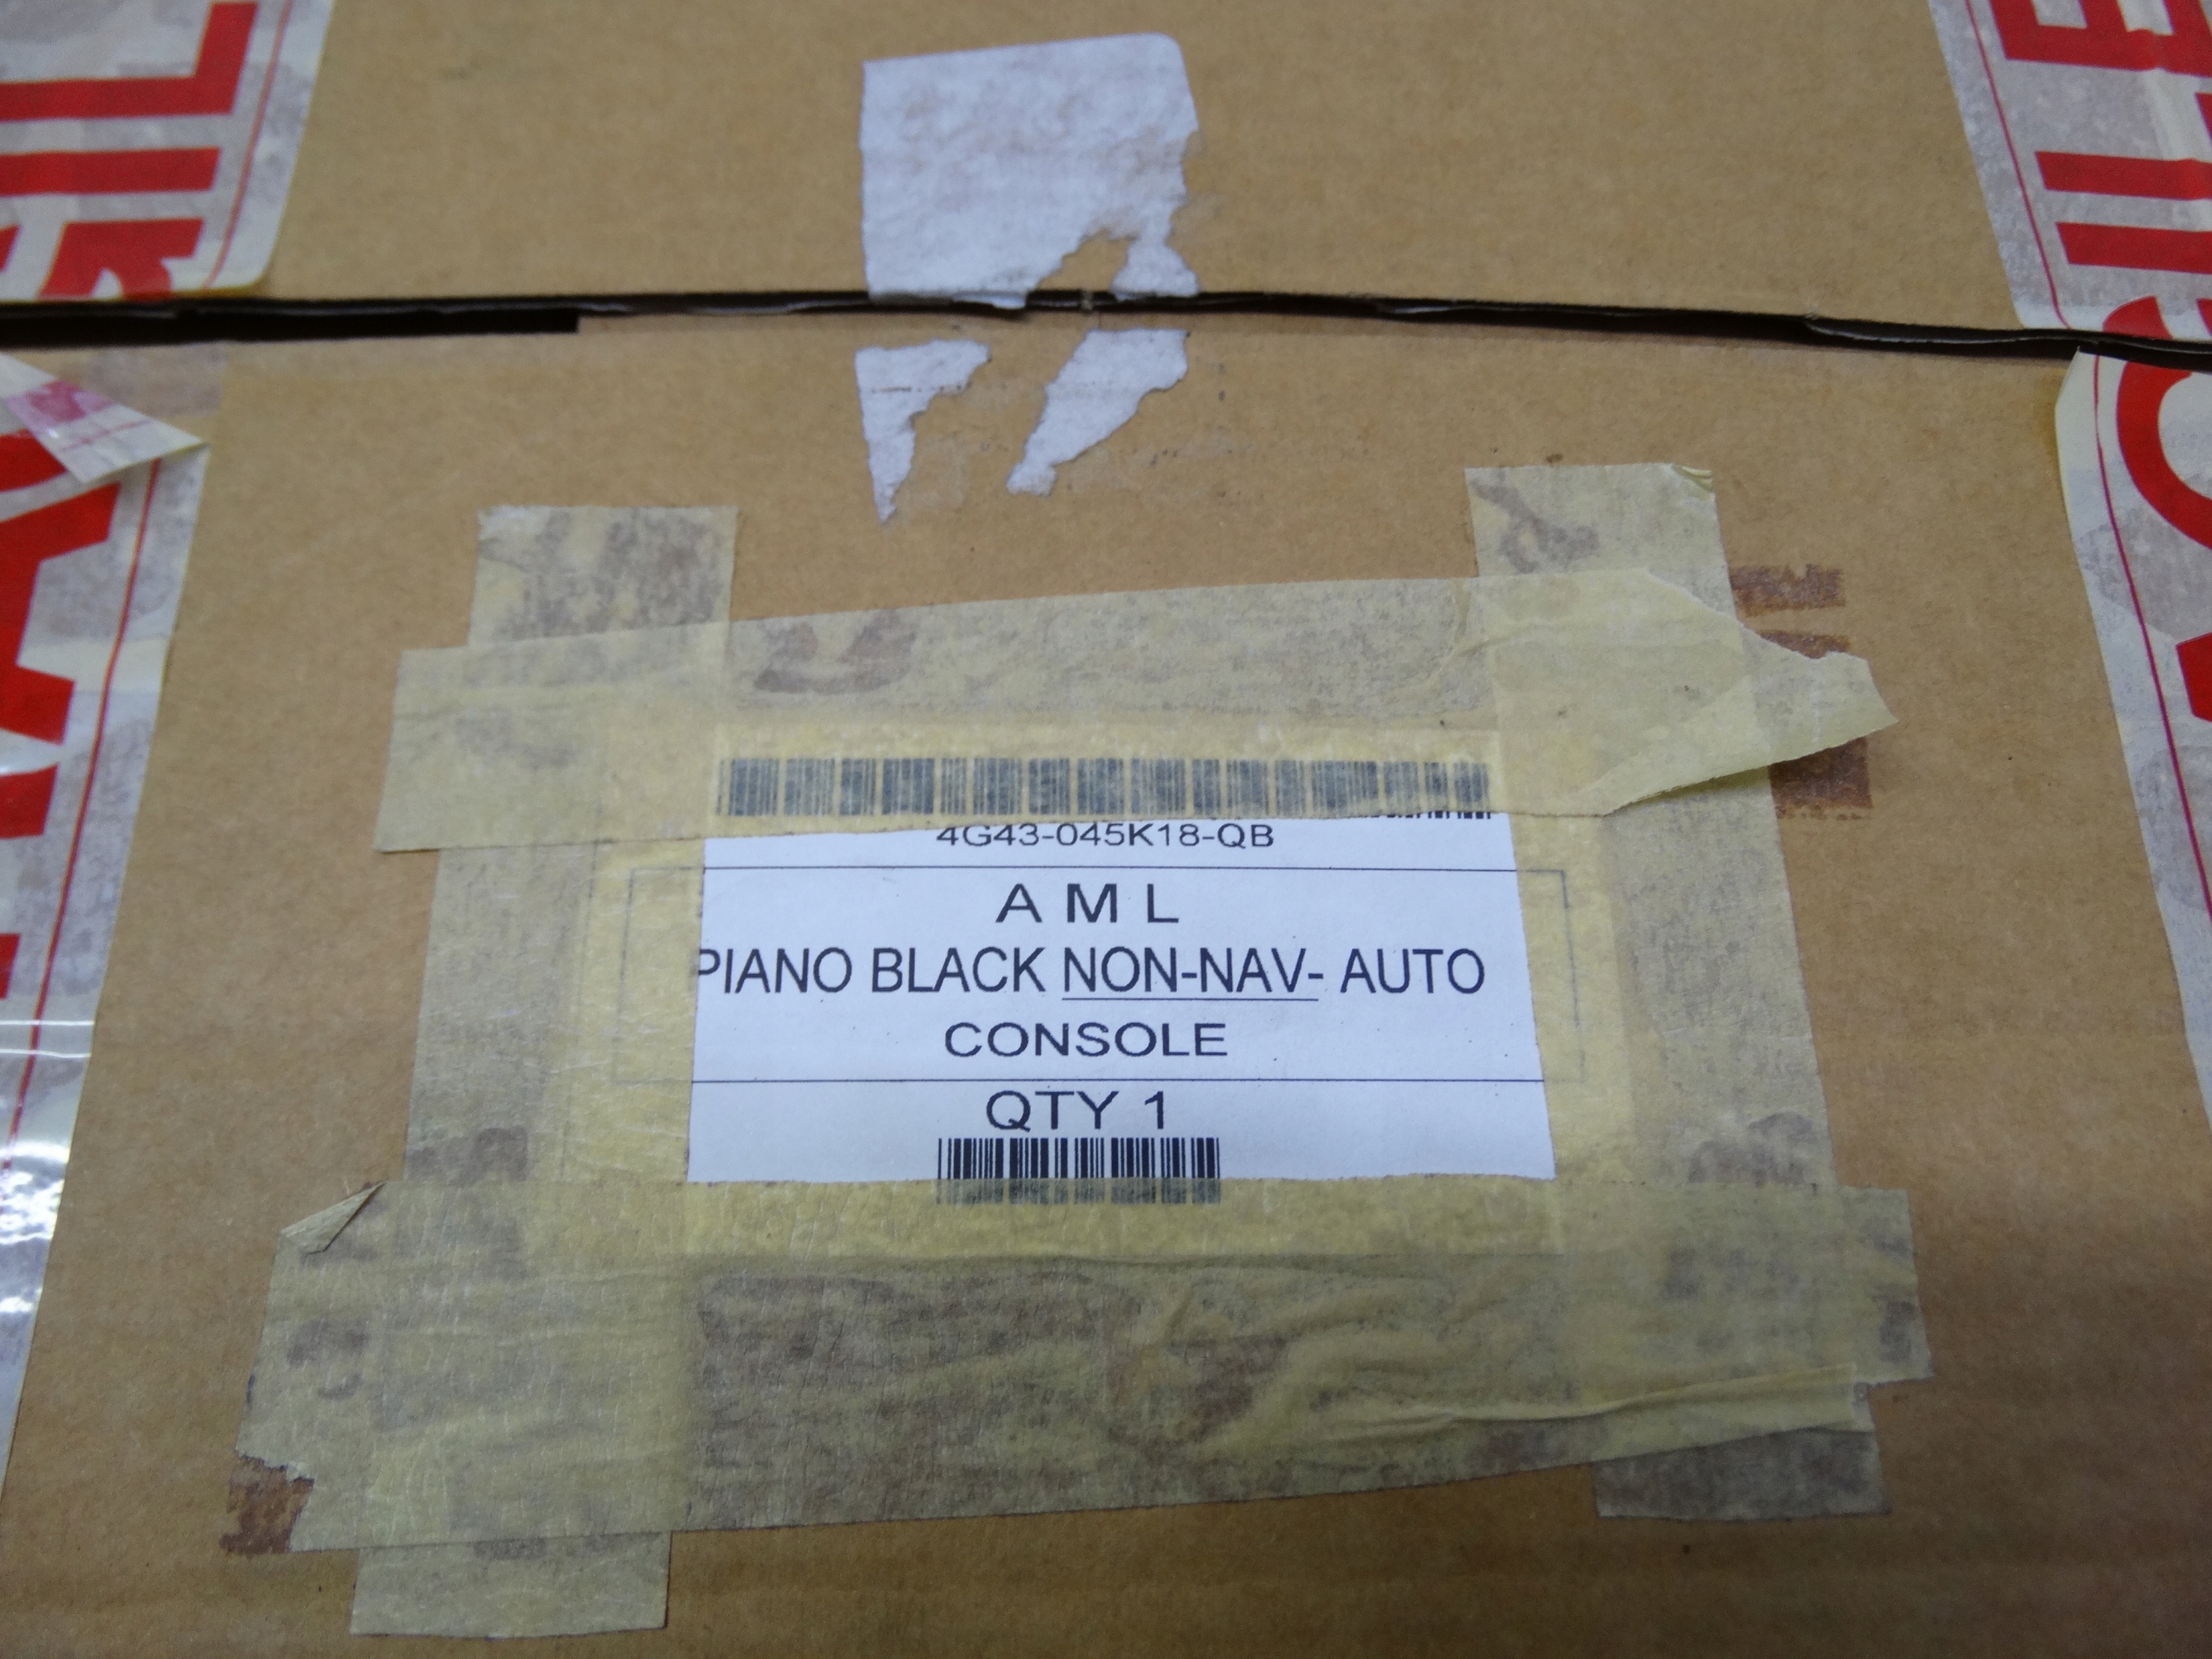 4G43-045K18-QB
A M L
PIANO BLACK NON-NAV- AUTO
CONSOLE
QTY 1